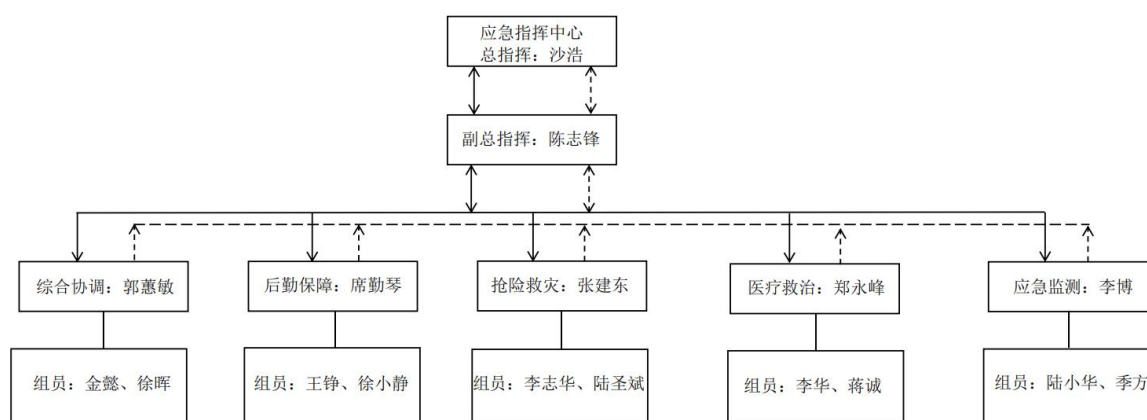 应急指挥中心
总指挥：沙浩
副总指挥：陈志锋
综合协调：郭蕙敏
后勤保障：席勤琴
抢险救灾：张建东
医疗救治：郑永峰
应急监测：李博
组员：金懿、徐晖
组员：王铮、徐小静
组员：李志华、陆圣斌
组员：李华、蒋诚
组员：陆小华、季方